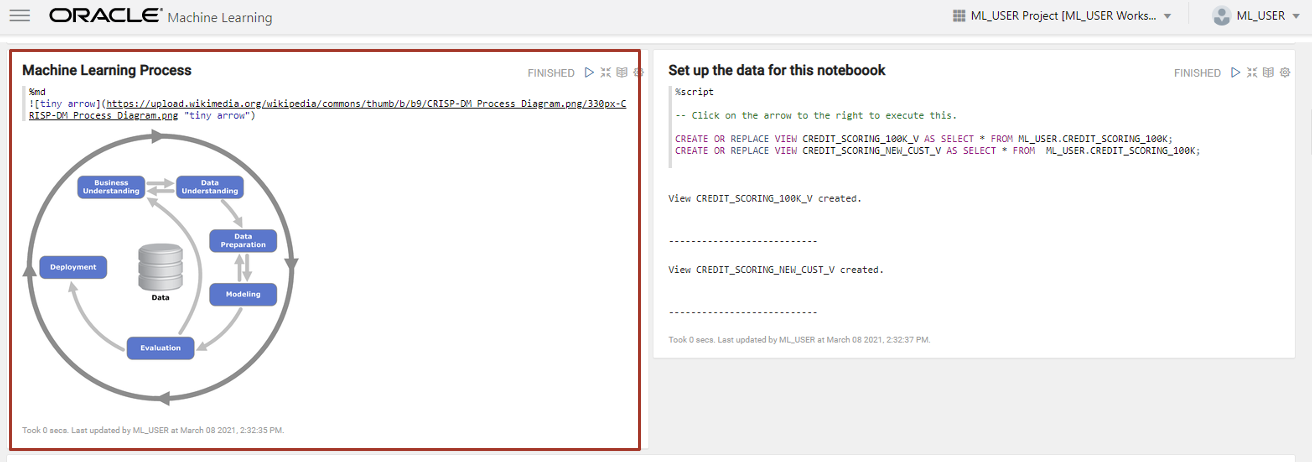 ORACLE Machine Learning
ML_USER Project [ML_USER Works...
ML_USER
Machine Learning Process
FINISHED
%md
![tiny arrow](https://upload.wikimedia.org/wikipedia/commons/thumb/b/b9/CRISP-DM_Process_Diagram.png/330px-C
RISP-DM_Process_Diagram.png "tiny arrow")
Business
Understanding
Data
Understanding
Data
Preparation
Deployment
Data
Modeling
Evaluation
Took 0 secs. Last updated by ML_USER at March 08 2021, 2:32:35 PM.
Set up the data for this noteboook
FINISHED
%script
-- Click on the arrow to the right to execute this.
CREATE OR REPLACE VIEW CREDIT_SCORING_100K_V AS SELECT * FROM ML_USER.CREDIT_SCORING_100K;
CREATE OR REPLACE VIEW CREDIT_SCORING_NEW_CUST_V AS SELECT * FROM  ML_USER.CREDIT_SCORING_100K;
View CREDIT_SCORING_100K_V created.
---------------------------
View CREDIT_SCORING_NEW_CUST_V created.
---------------------------
Took 0 secs. Last updated by ML_USER at March 08 2021, 2:32:37 PM.